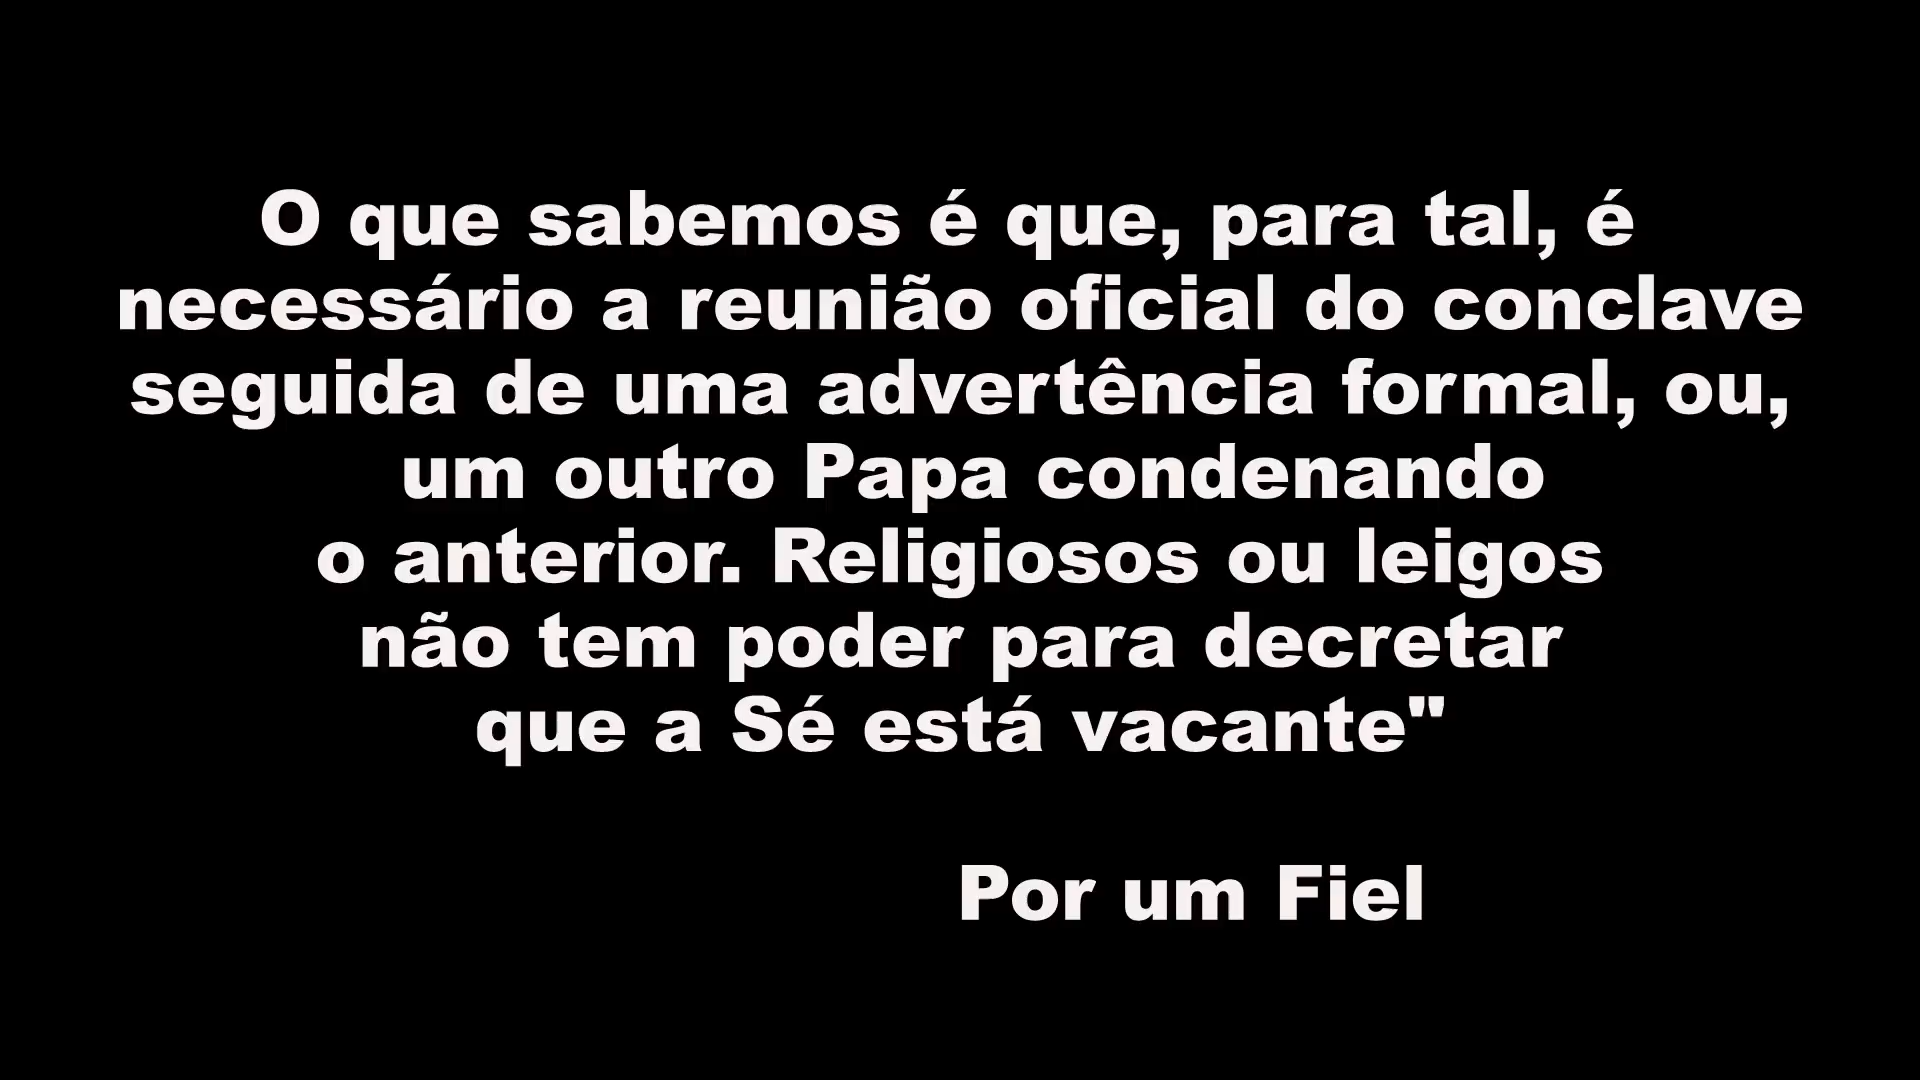 O que sabemos é que, para tal, é
necessário a reunião oficial do conclave
seguida de uma advertência formal, ou,
um outro Papa condenando
o anterior. Religiosos ou leigos
não tem poder para decretar
que a Sé está vacante"
Por um Fiel